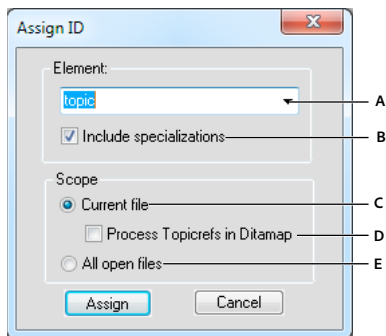 Assign ID
Element:
topic
A
Include specializations
B
Scope
Current file
C
Process Topicrefs in Ditamap
D
All open files
E
Assign
Cancel